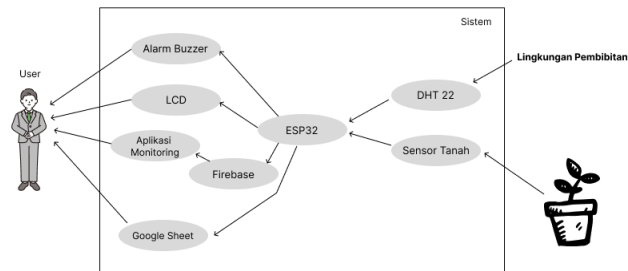 Sistem
Alarm Buzzer
Lingkungan Pembibitan
User
LCD
DHT 22
ESP32
Aplikasi
Monitoring
Sensor Tanah
Firebase
Google Sheet